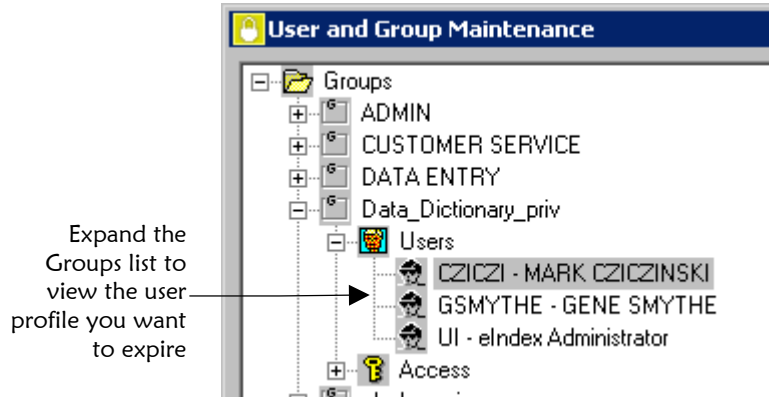 User and Group Maintenance
Groups
ADMIN
CUSTOMER SERVICE
DATA ENTRY
Data_Dictionary_priv
Users
CZICZI - MARK CZICZINSKI
GSMYTHE - GENE SMYTHE
UI - eIndex Administrator
Access
Expand the
Groups list to
view the user
profile you want
to expire